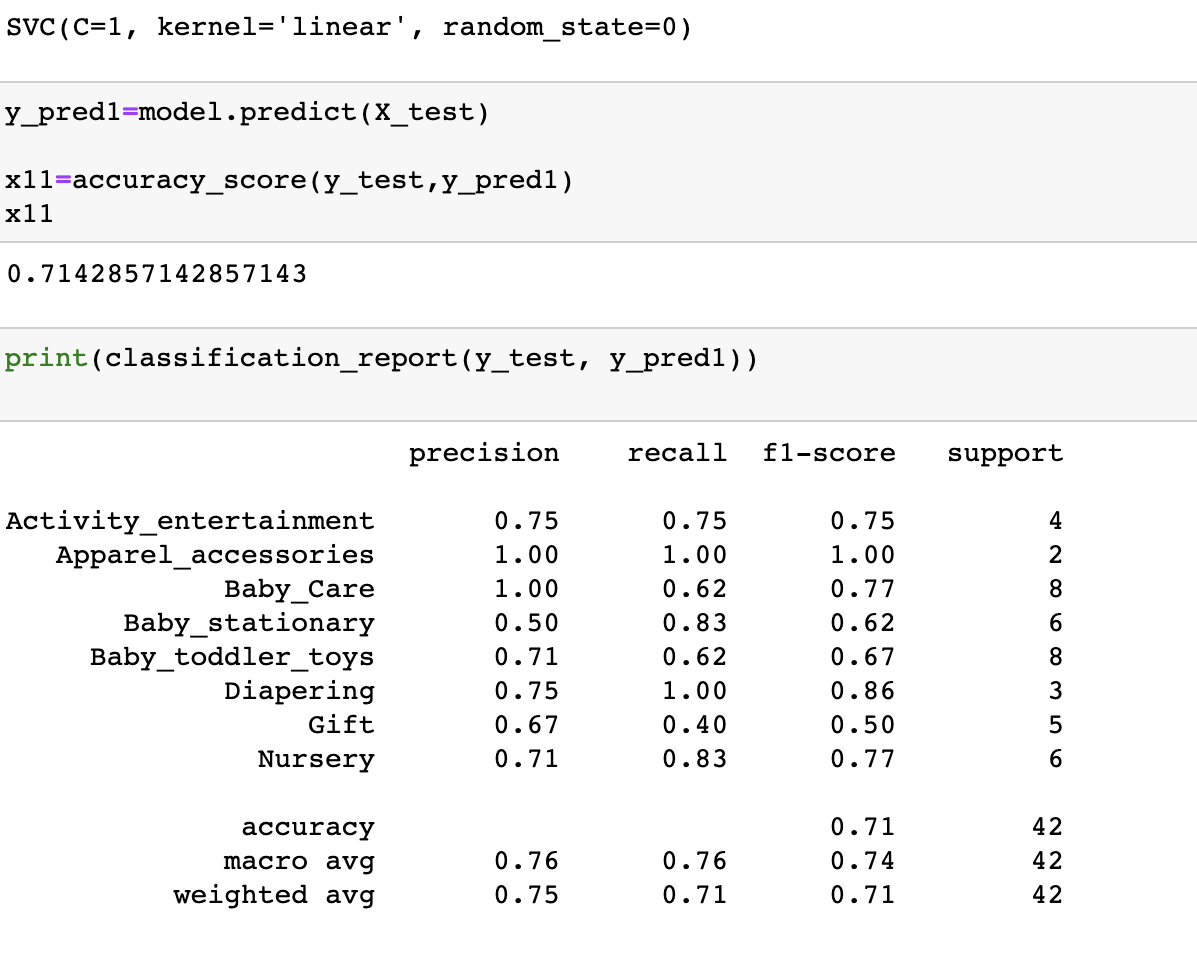 SVC(C=1, kernel='linear', random_state=0)
y_pred1=model.predict(X_test)
x11=accuracy_score(y_test,y_pred1)
x11
0.7142857142857143
print(classification_report(y_test, y_pred1))
precision recall f1-score support
Activity_entertainment 0.75 0.75 0.75 4
Apparel_accessories 1.00 1.00 1.00 2
Baby_Care 1.00 0.62 0.77 8
Baby_stationary 0.50 0.83 0.62 6
Baby_toddler_toys 0.71 0.62 0.67 8
Diapering 0.75 1.00 0.86 3
Gift 0.67 0.40 0.50 5
Nursery 0.71 0.83 0.77 6
accuracy 0.71 42
macro avg 0.76 0.76 0.74 42
weighted avg 0.75 0.71 0.71 42